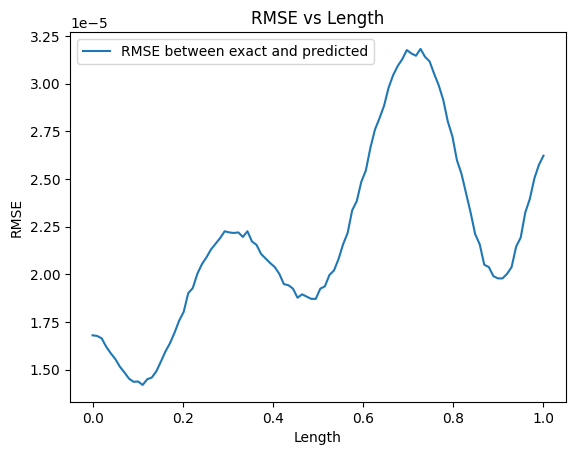 RMSE vs Length
1e−5
RMSE between exact and predicted
3.25
3.00
2.75
2.50
2.25
2.00
1.75
1.50
RMSE
0.0 0.2 0.4 0.6 0.8 1.0
Length